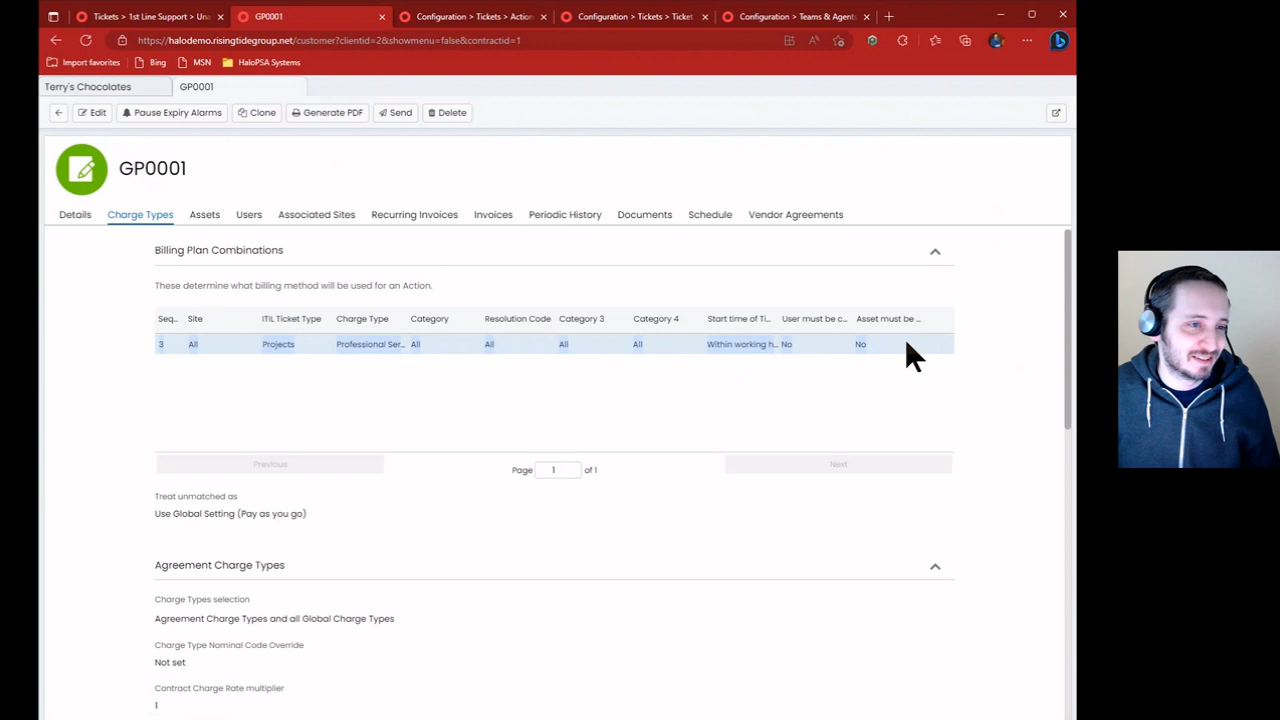 Tickets > 1st Line Support > Una
GP0001
Configuration > Tickets > Action
Configuration > Tickets > Ticket
Configuration > Teams & Agents
https://halodemo.risingtidegroup.net/customer?clientid=2&showmenu=false&contractid=1
Import favorites
Bing
MSN
HaloPSA Systems
Terry's Chocolates
GP0001
Edit
Pause Expiry Alarms
Clone
Generate PDF
Send
Delete
GP0001
Details
Charge Types
Assets
Users
Associated Sites
Recurring Invoices
Invoices
Periodic History
Documents
Schedule
Vendor Agreements
Billing Plan Combinations
These determine what billing method will be used for an Action.
Seq... Site ITIL Ticket Type Charge Type Category Resolution Code Category 3 Category 4 Start time of Ti... User must be c... Asset must be ...
3 All Projects Professional Ser... All All All All Within working h... No No
Previous
Page 1 of 1
Next
Treat unmatched as
Use Global Setting (Pay as you go)
Agreement Charge Types
Charge Types selection
Agreement Charge Types and all Global Charge Types
Charge Type Nominal Code Override
Not set
Contract Charge Rate multiplier
1